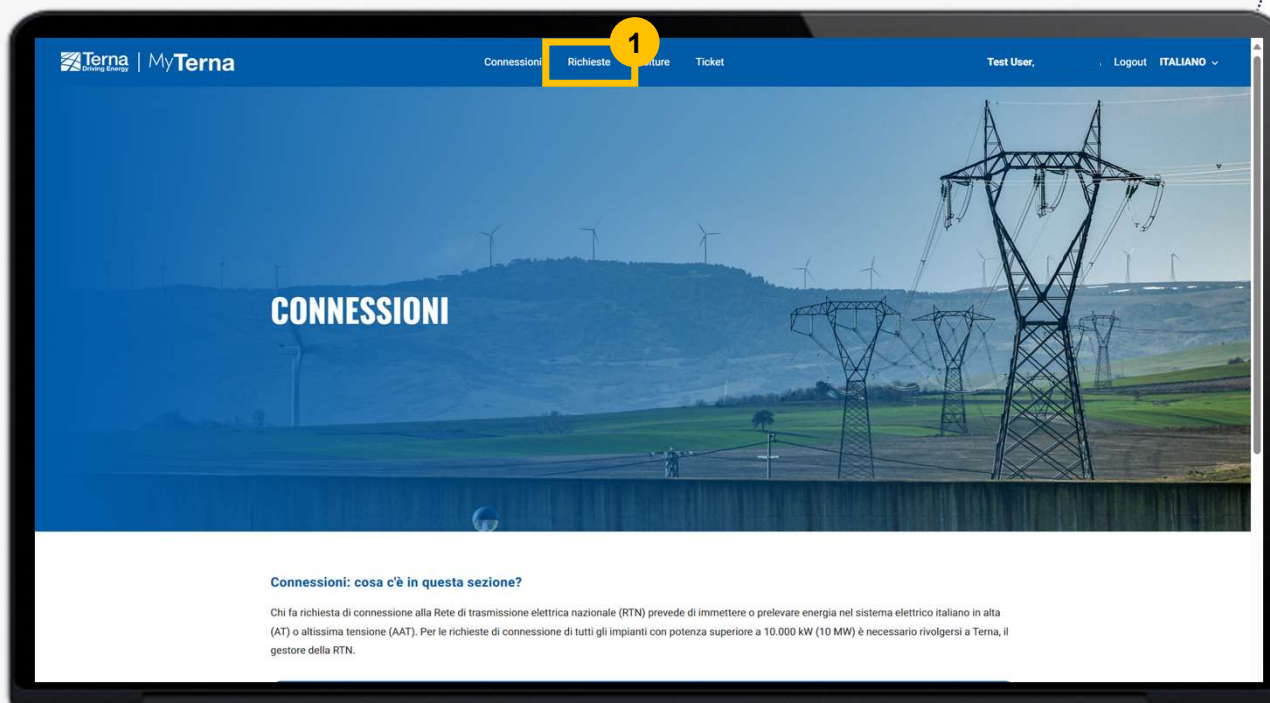 1
Terna
Driving Energy
MyTerna
Connessioni Richieste Ticket
Test User, Logout ITALIANO
CONNESSIONI
Connessioni: cosa c'è in questa sezione?
Chi fa richiesta di connessione alla Rete di trasmissione elettrica nazionale (RTN) prevede di immettere o prelevare energia nel sistema elettrico italiano in alta
(AT) o altissima tensione (AAT). Per le richieste di connessione di tutti gli impianti con potenza superiore a 10.000 kW (10 MW) è necessario rivolgersi a Terna, il
gestore della RTN.